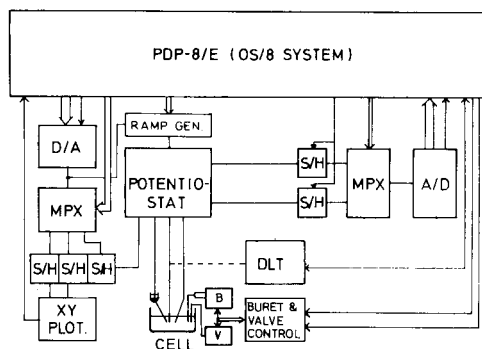 PDP-8/E (OS/8 SYSTEM)
RAMP GEN.
D/A
POTENTIO-
STAT
S/H
S/H
MPX
A/D
MPX
S/H S/H S/H
DLT
XY
PLOT.
B
V
BURET &
VALVE
CONTROL
CELL